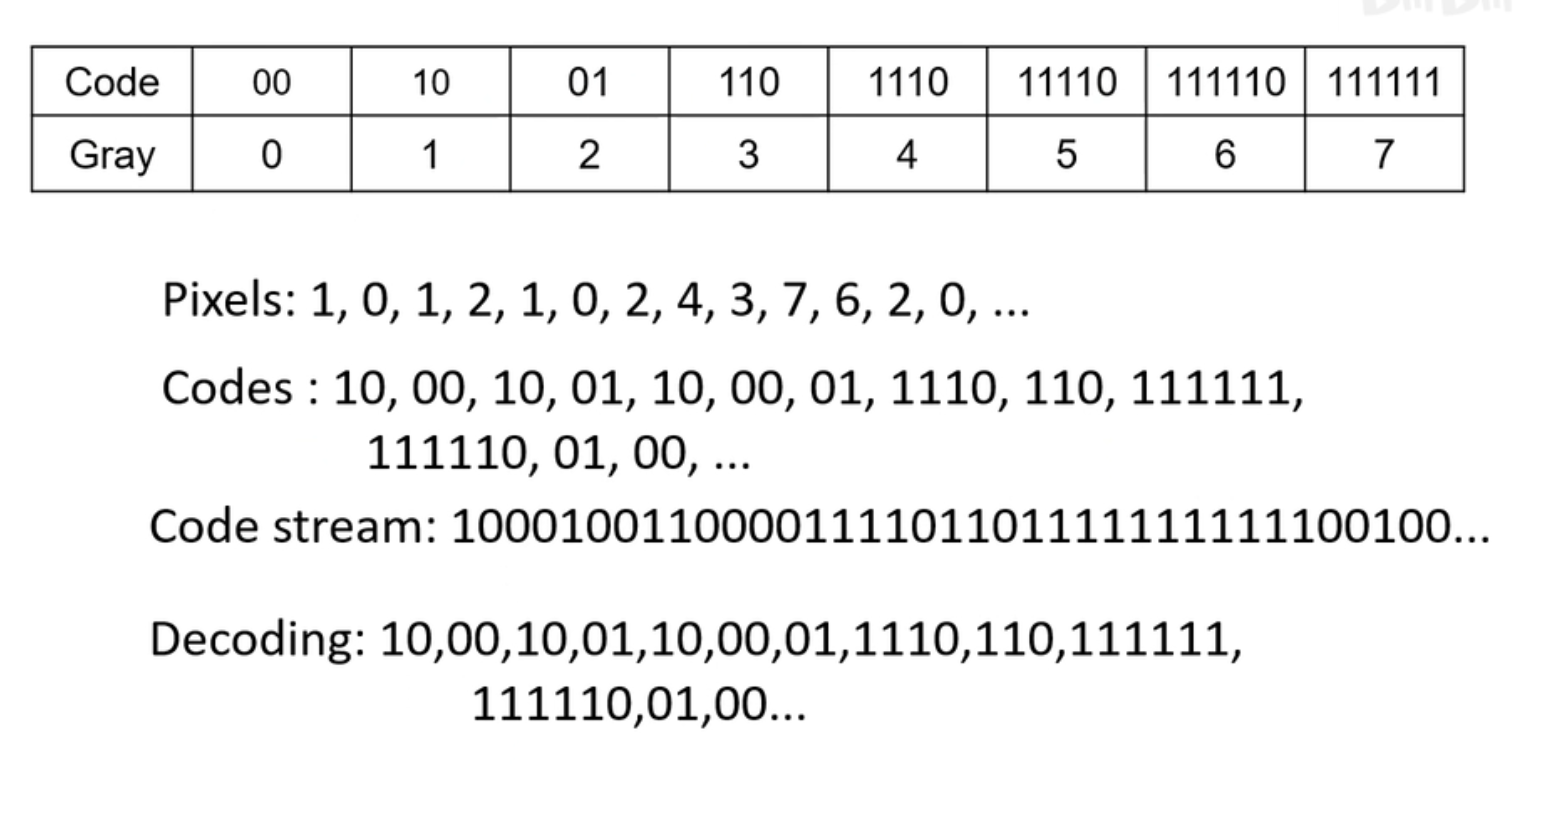 Code 00 10 01 110 1110 11110 111110 111111
Gray 0 1 2 3 4 5 6 7
Pixels: 1, 0, 1, 2, 1, 0, 2, 4, 3, 7, 6, 2, 0, ...
Codes : 10, 00, 10, 01, 10, 00, 01, 1110, 110, 111111,
111110, 01, 00, ...
Code stream: 1000100110000111101101111111111100100...
Decoding: 10,00,10,01,10,00,01,1110,110,111111,
111110,01,00...